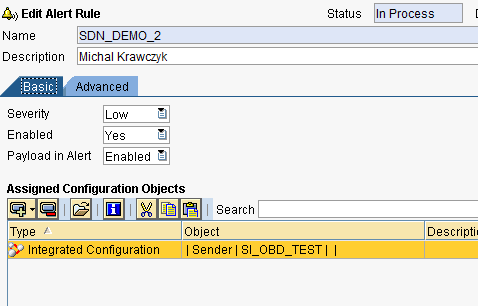 Edit Alert Rule Status In Process
Name SDN_DEMO_2
Description Michal Krawczyk
Basic Advanced
Severity Low
Enabled Yes
Payload in Alert Enabled
Assigned Configuration Objects
Search
Type Object Descriptio
Integrated Configuration | Sender | SI_OBD_TEST | |